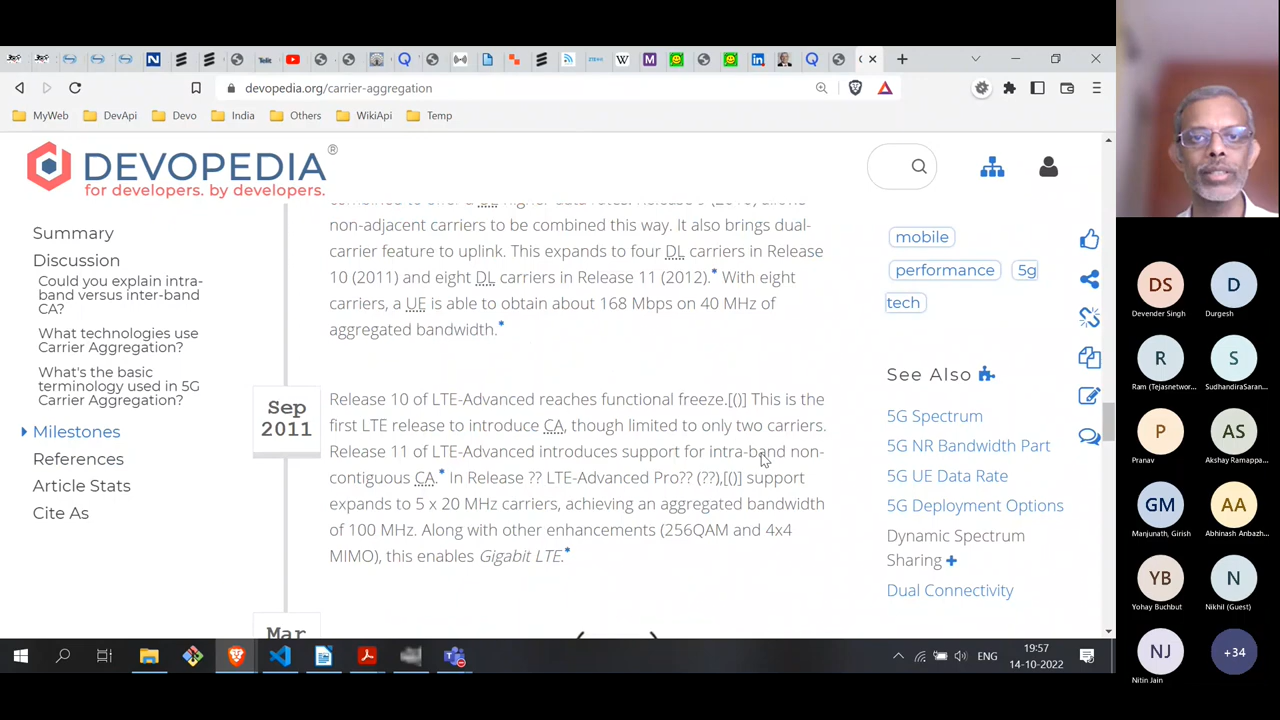 devopedia.org/carrier-aggregation
MyWeb
DevApi
Devo
India
Others
WikiApi
Temp
DEVOPEDIA®
for developers. by developers.
Summary
Discussion
Could you explain intra-
band versus inter-band
CA?
What technologies use
Carrier Aggregation?
What's the basic
terminology used in 5G
Carrier Aggregation?
Milestones
References
Article Stats
Cite As
non-adjacent carriers to be combined this way. It also brings dual-
carrier feature to uplink. This expands to four DL carriers in Release
10 (2011) and eight DL carriers in Release 11 (2012).* With eight
carriers, a UE is able to obtain about 168 Mbps on 40 MHz of
aggregated bandwidth.*
Sep
2011
Release 10 of LTE-Advanced reaches functional freeze.[()] This is the
first LTE release to introduce CA, though limited to only two carriers.
Release 11 of LTE-Advanced introduces support for intra-band non-
contiguous CA.* In Release ?? LTE-Advanced Pro?? (??),[()] support
expands to 5 x 20 MHz carriers, achieving an aggregated bandwidth
of 100 MHz. Along with other enhancements (256QAM and 4x4
MIMO), this enables Gigabit LTE.*
Mar
mobile
performance
5g
tech
See Also
5G Spectrum
5G NR Bandwidth Part
5G UE Data Rate
5G Deployment Options
Dynamic Spectrum
Sharing +
Dual Connectivity
ENG
19:57
14-10-2022
DS
Devender Singh
D
Durgesh
R
Ram (Tejasnetwor...
S
SudhandiraSaran...
P
Pranav
AS
Akshay Ramappa...
GM
Manjunath, Girish
AA
Abhinash Anbazh...
YB
Yohay Buchbut
N
Nikhil (Guest)
NJ
Nitin Jain
+34